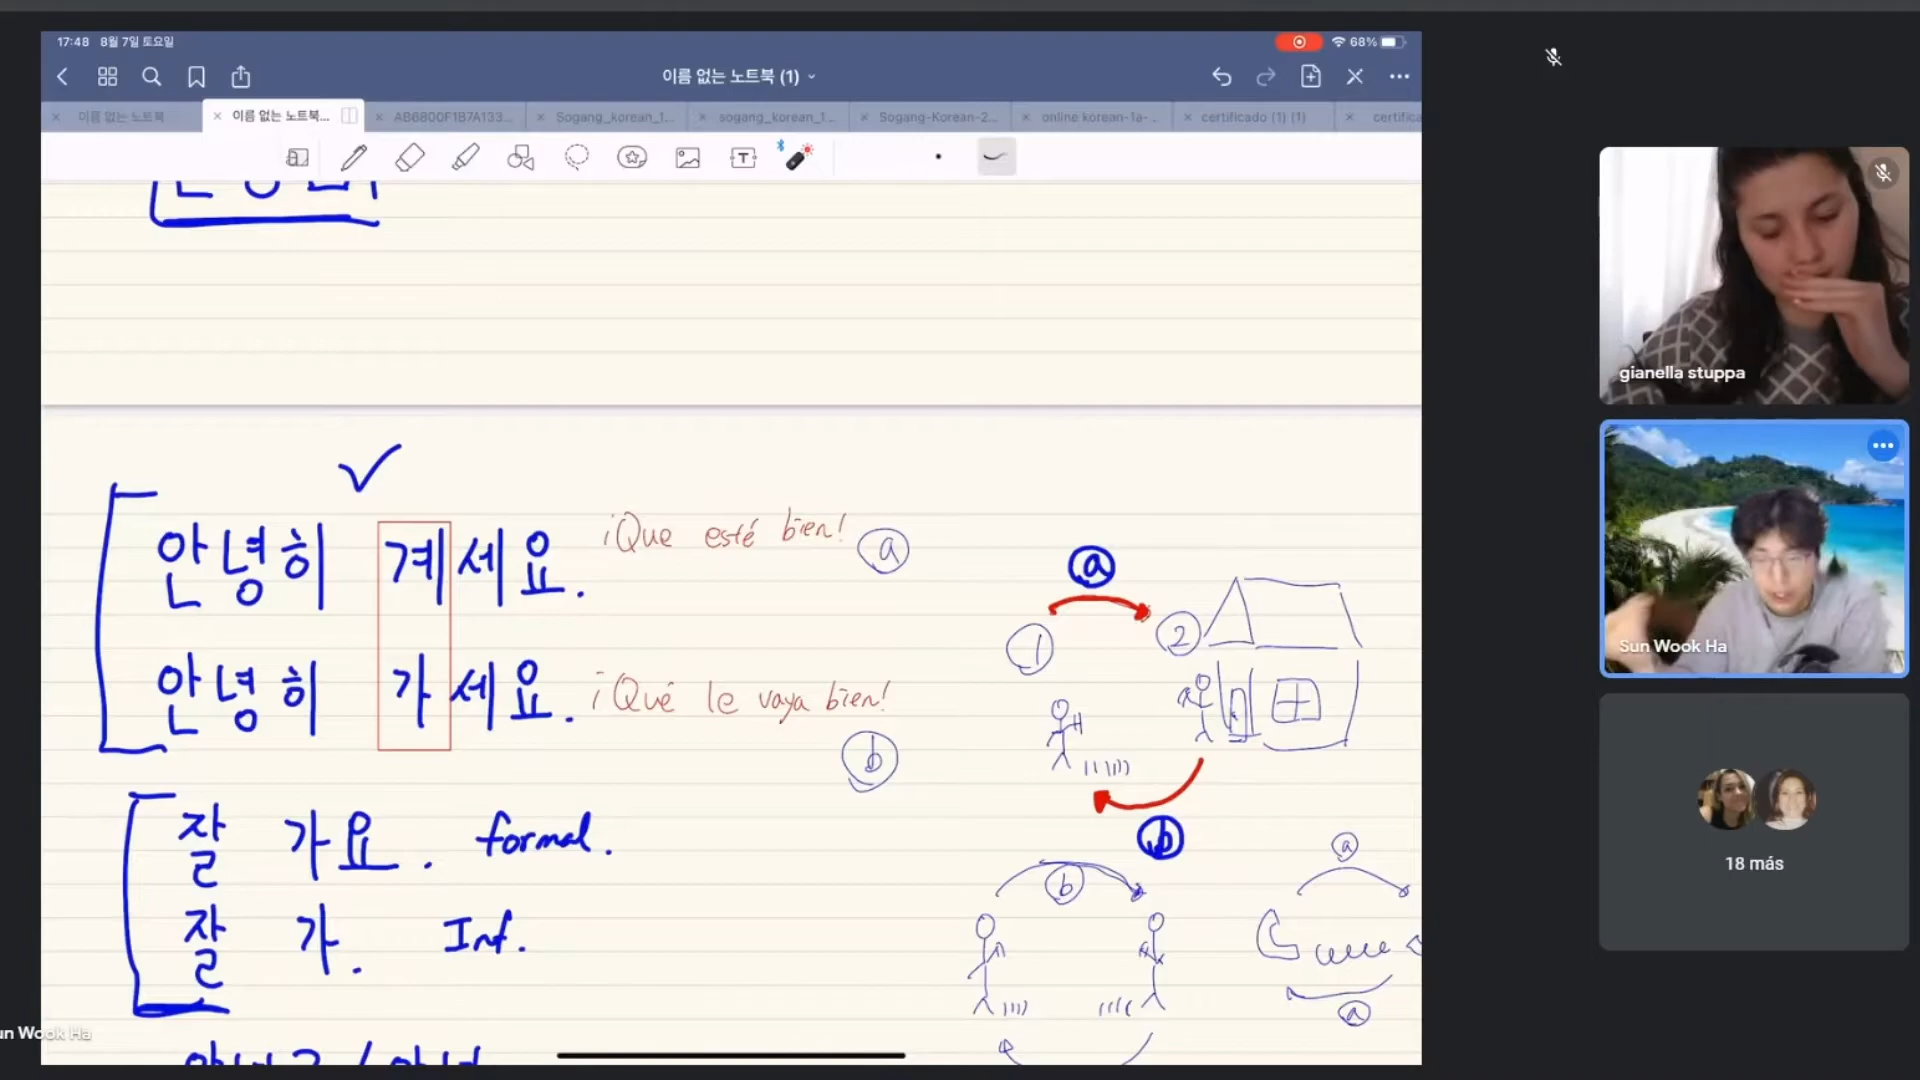 17:48 8월 7일 토요일
68%
이름 없는 노트북 (1)
이름 없는 노트북
이름 없는 노트북...
AB6800F1B7A133...
Sogang_korean_1...
sogang_korean_1...
Sogang-Korean-2...
online korean-1a-...
certificado (1) (1)
certifica
안녕히 계세요.
¡Que esté bien!
a
안녕히 가세요.
¡Qué le vaya bien!
b
잘 가요. formal.
잘 가. Inf.
a
1
2
b
b
a
a
gianella stuppa
Sun Wook Ha
18 más
un Wook Ha